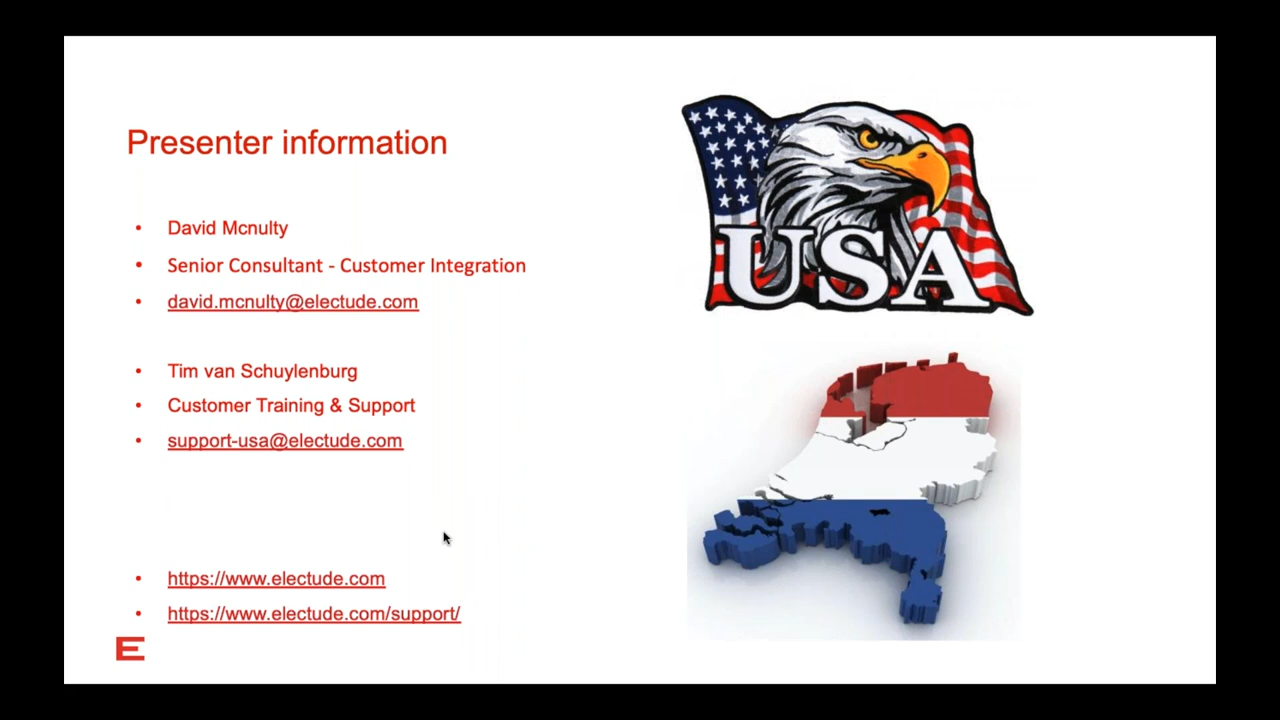 Presenter information
• David Mcnulty
• Senior Consultant - Customer Integration
• david.mcnulty@electude.com
• Tim van Schuylenburg
• Customer Training & Support
• support-usa@electude.com
• https://www.electude.com
• https://www.electude.com/support/
E
USA